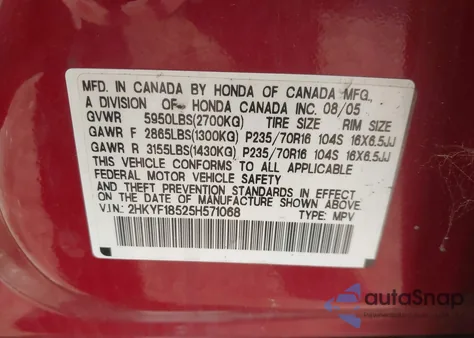 MFD. IN CANADA BY HONDA OF CANADA MFG.,
A DIVISION OF HONDA CANADA INC. 08/05
GVWR 5950LBS(2700KG) TIRE SIZE RIM SIZE
GAWR F 2865LBS(1300KG) P235/70R16 104S 16X6.5JJ
GAWR R 3155LBS(1430KG) P235/70R16 104S 16X6.5JJ
THIS VEHICLE CONFORMS TO ALL APPLICABLE
FEDERAL MOTOR VEHICLE SAFETY
AND THEFT PREVENTION STANDARDS IN EFFECT
ON THE DATE OF MANUFACTURE SHOWN ABOVE.
V.IN.: 2HKYF18525H571068 TYPE: MPV
autaSnap